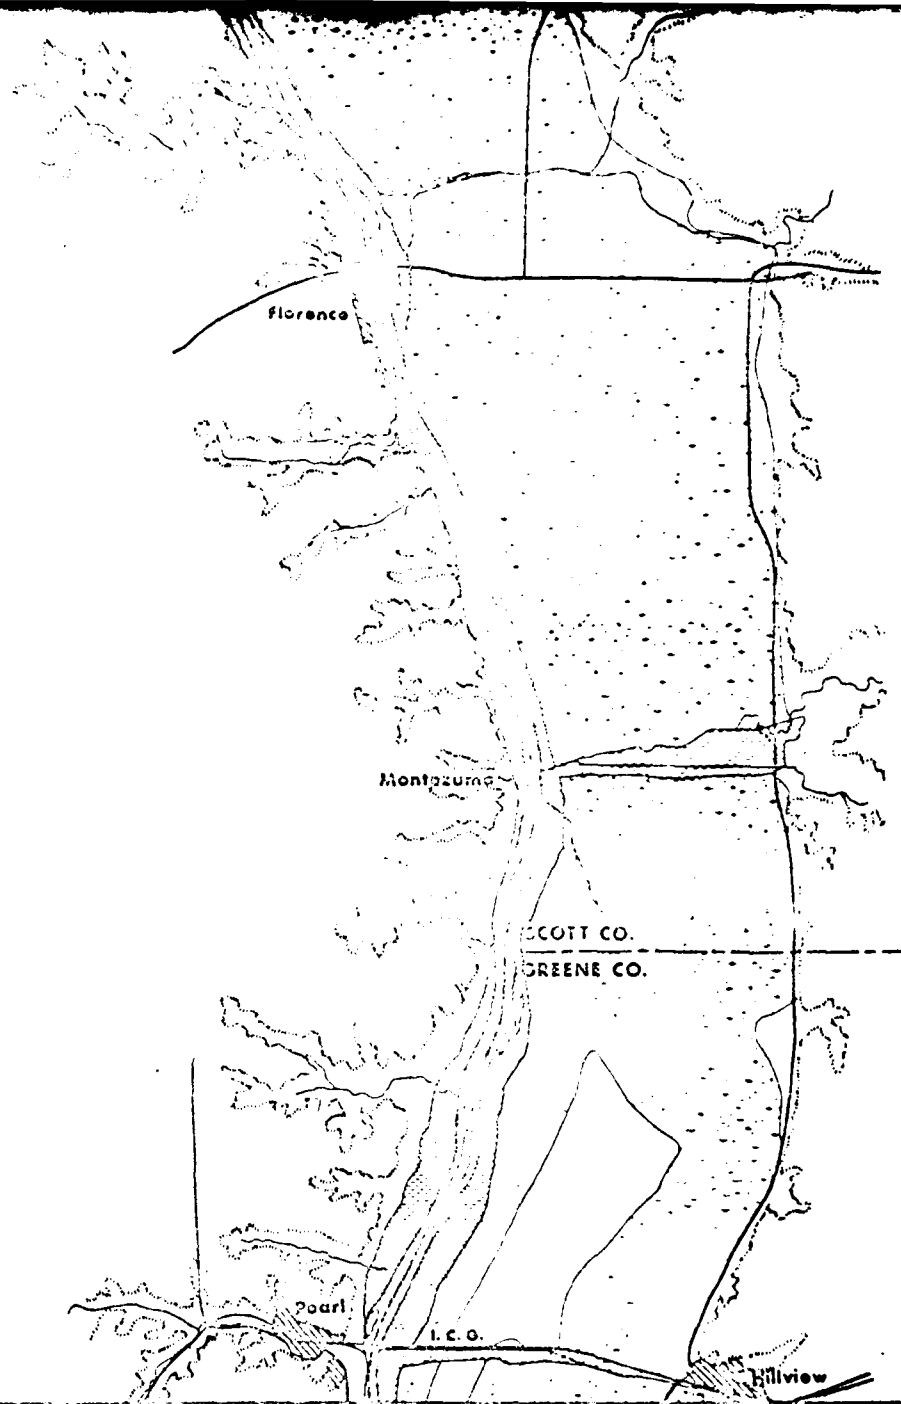 Florence
Montezuma
SCOTT CO.
GREENE CO.
Pearl
I. C. G.
Hillview